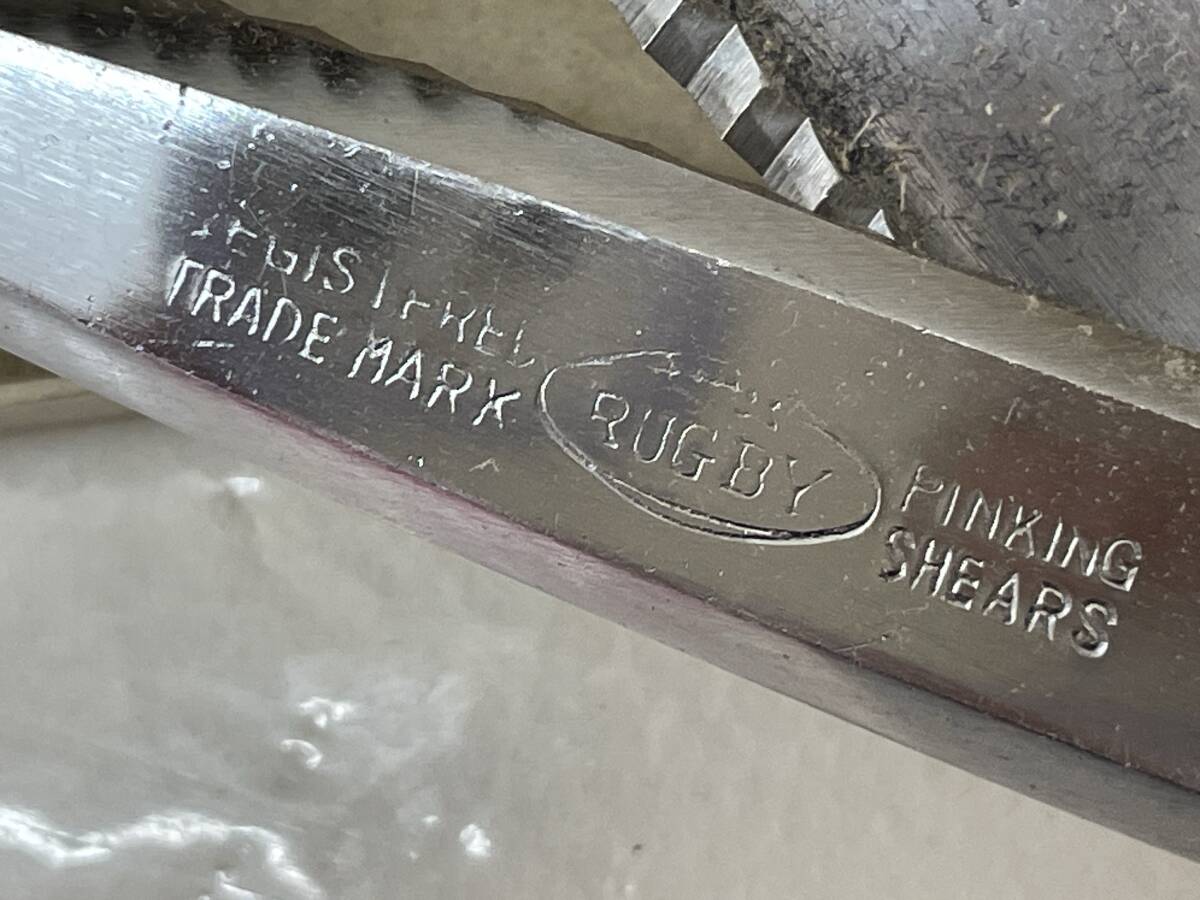 REGISTERED
TRADE MARK
RUGBY
PINKING
SHEARS